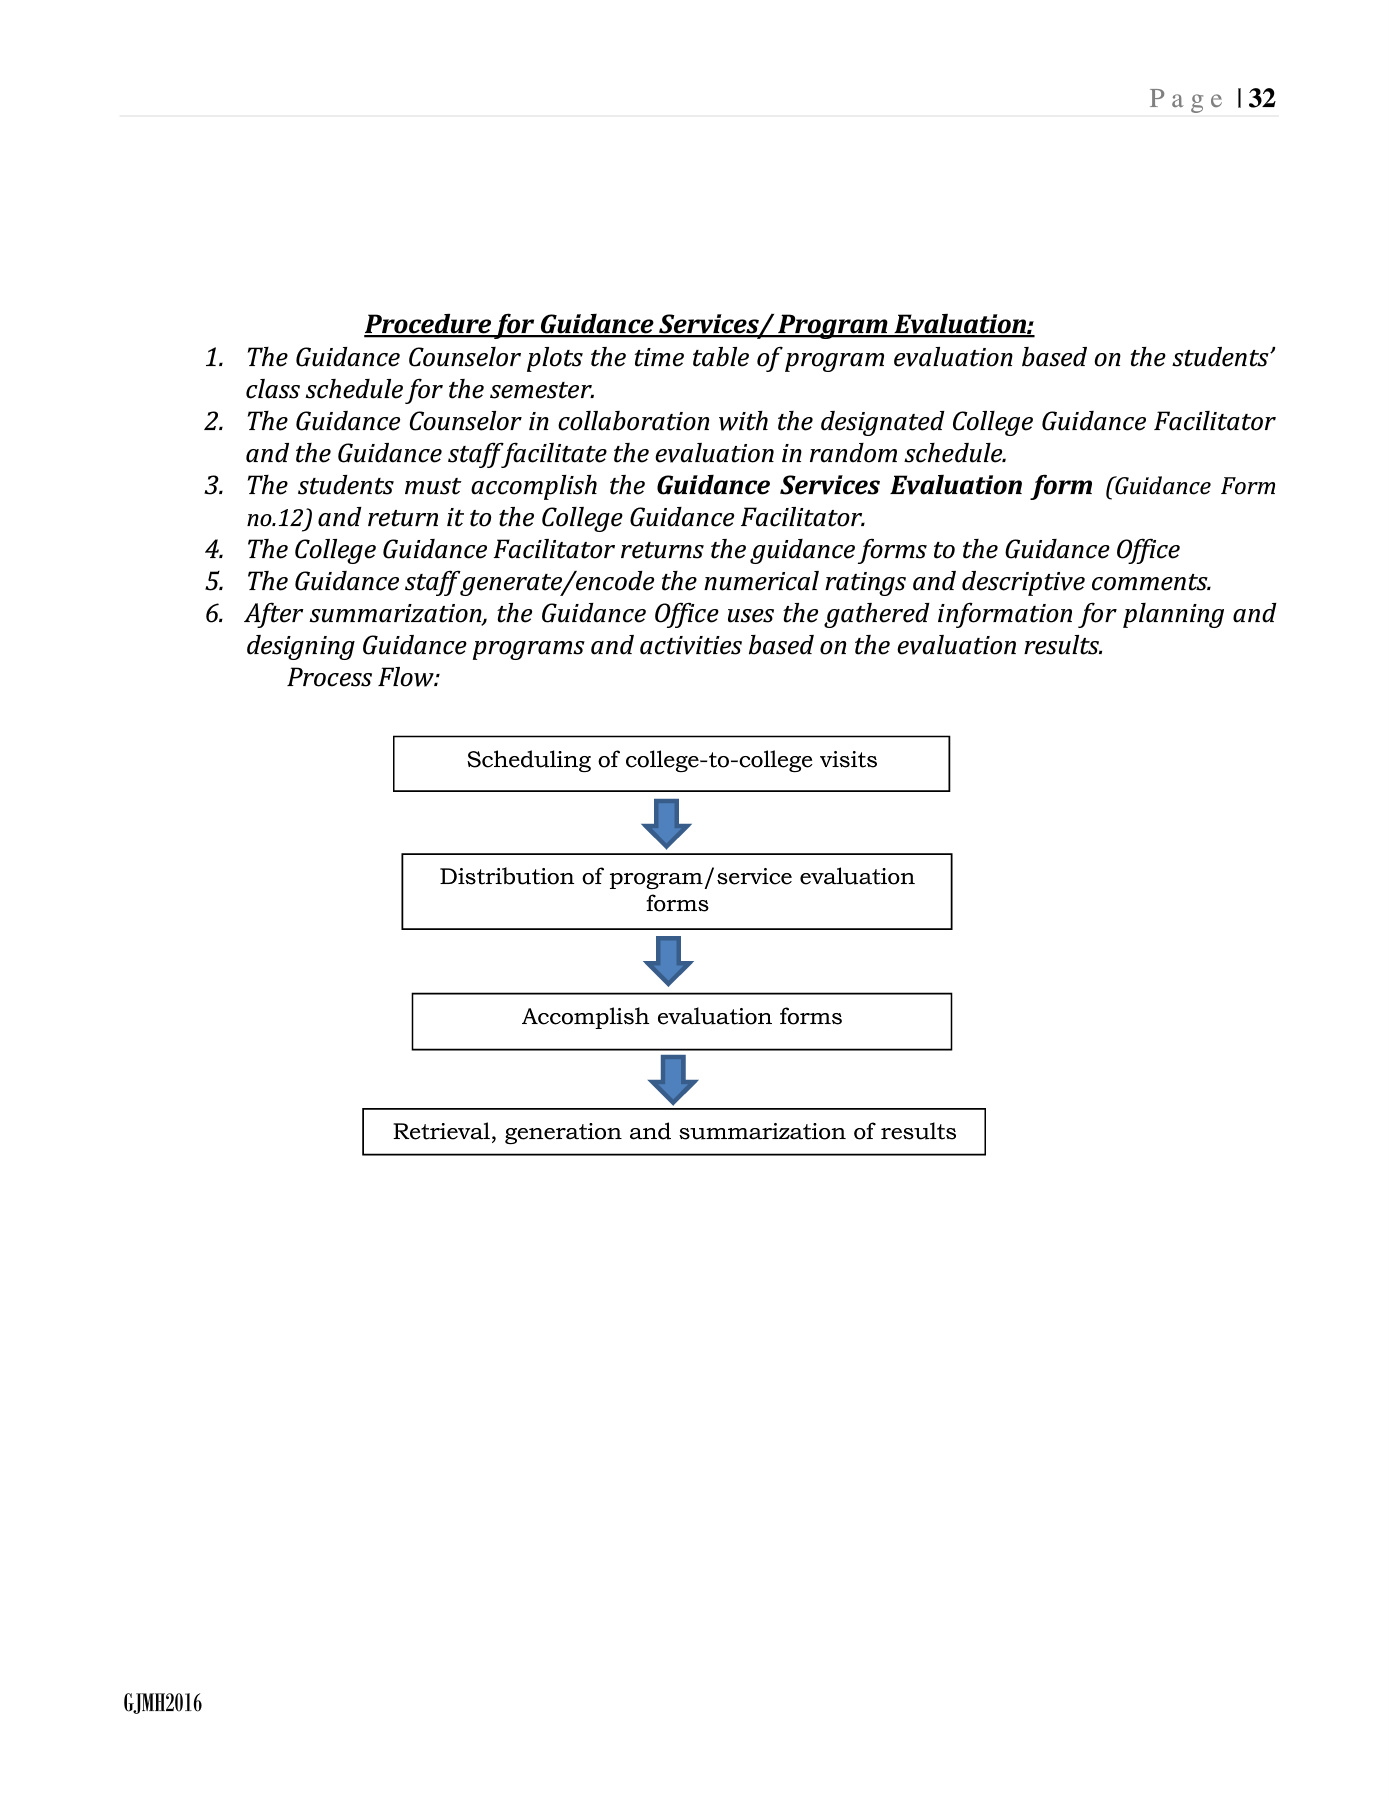 Page | 32
Procedure for Guidance Services/ Program Evaluation:
1. The Guidance Counselor plots the time table of program evaluation based on the students’
class schedule for the semester.
2. The Guidance Counselor in collaboration with the designated College Guidance Facilitator
and the Guidance staff facilitate the evaluation in random schedule.
3. The students must accomplish the Guidance Services Evaluation form (Guidance Form
no.12) and return it to the College Guidance Facilitator.
4. The College Guidance Facilitator returns the guidance forms to the Guidance Office
5. The Guidance staff generate/encode the numerical ratings and descriptive comments.
6. After summarization, the Guidance Office uses the gathered information for planning and
designing Guidance programs and activities based on the evaluation results.
Process Flow:
Scheduling of college-to-college visits
Distribution of program/service evaluation
forms
Accomplish evaluation forms
Retrieval, generation and summarization of results
GJMH2016